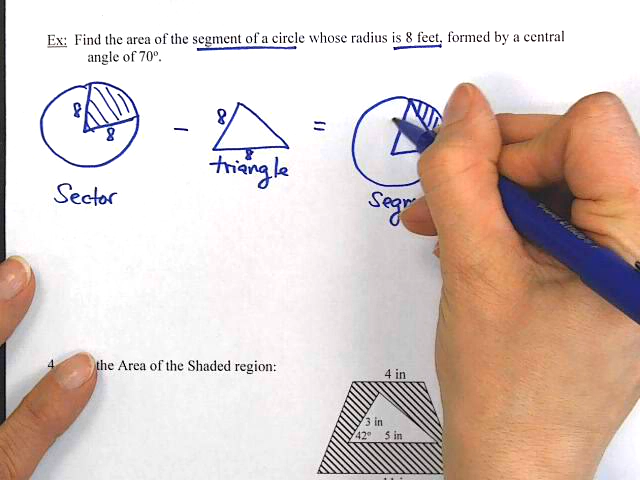 Ex: Find the area of the segment of a circle whose radius is 8 feet, formed by a central
angle of 70º.
8
8
Sector
−
8
8
triangle
=
4
the Area of the Shaded region:
4 in
3 in
42º 5 in